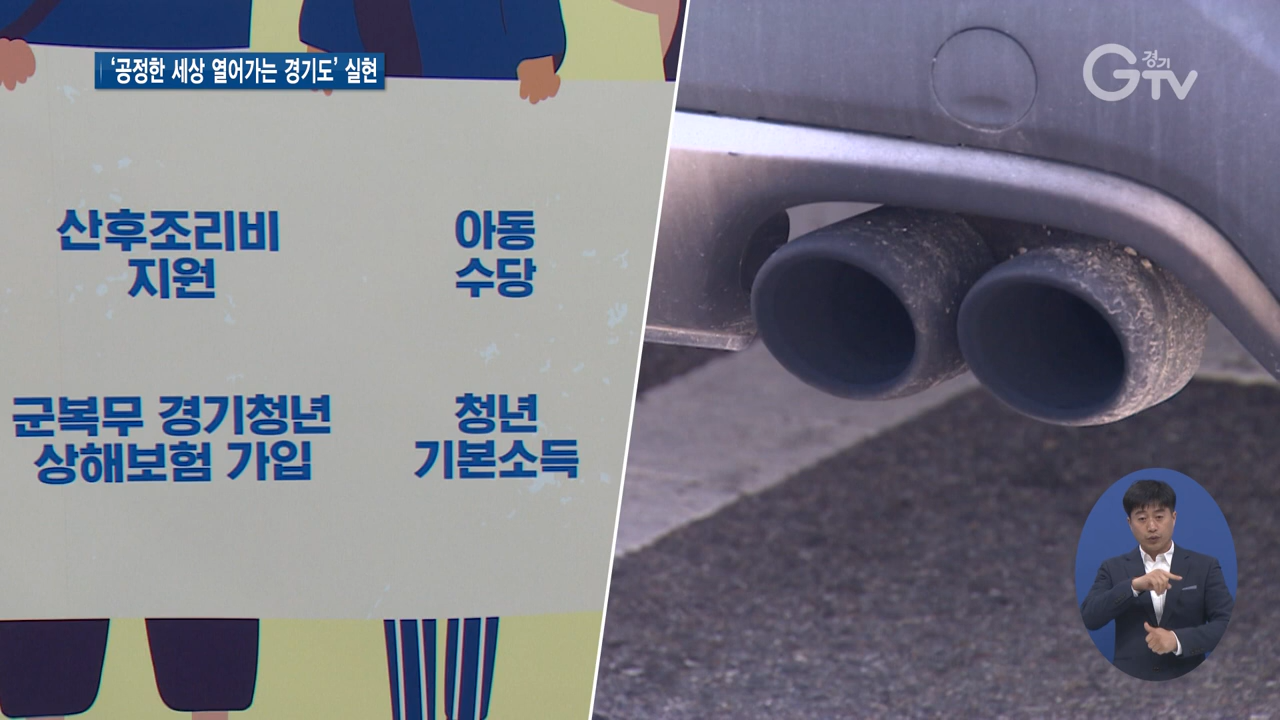 '공정한 세상 열어가는 경기도' 실현
경기
GTV
산후조리비
지원
아동
수당
군복무 경기청년
상해보험 가입
청년
기본소득